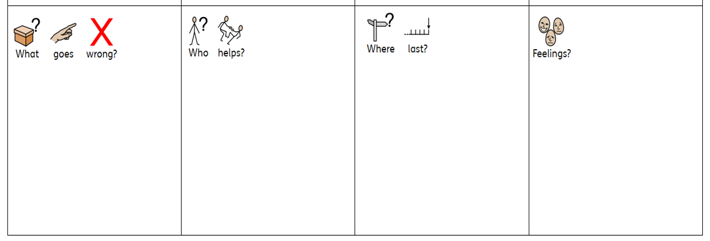 What goes wrong?
Who helps?
Where last?
Feelings?